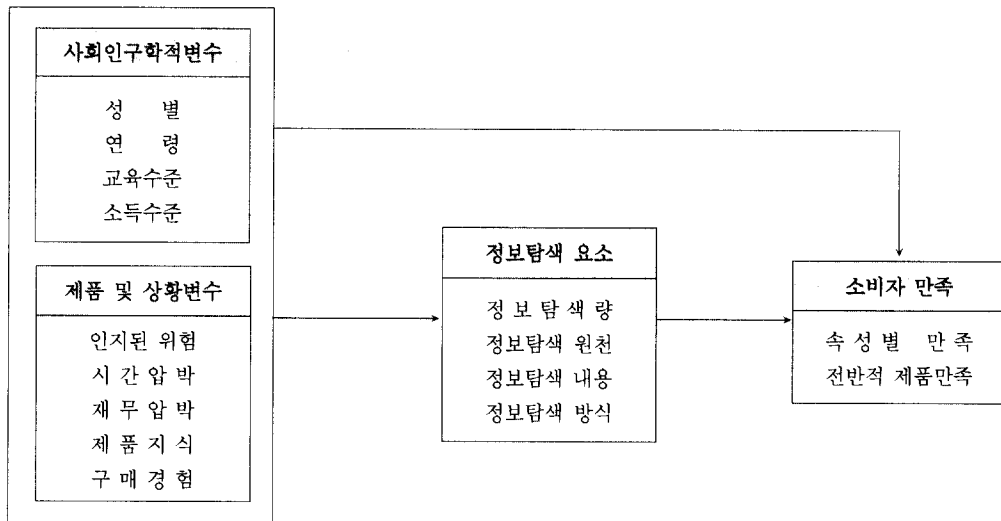 사회인구학적변수
성 별
연 령
교육수준
소득수준
제품 및 상황변수
인지된 위험
시 간 압 박
재 무 압 박
제 품 지 식
구 매 경 험
정보탐색 요소
정 보 탐 색 량
정보탐색 원천
정보탐색 내용
정보탐색 방식
소비자 만족
속 성 별 만 족
전반적 제품만족